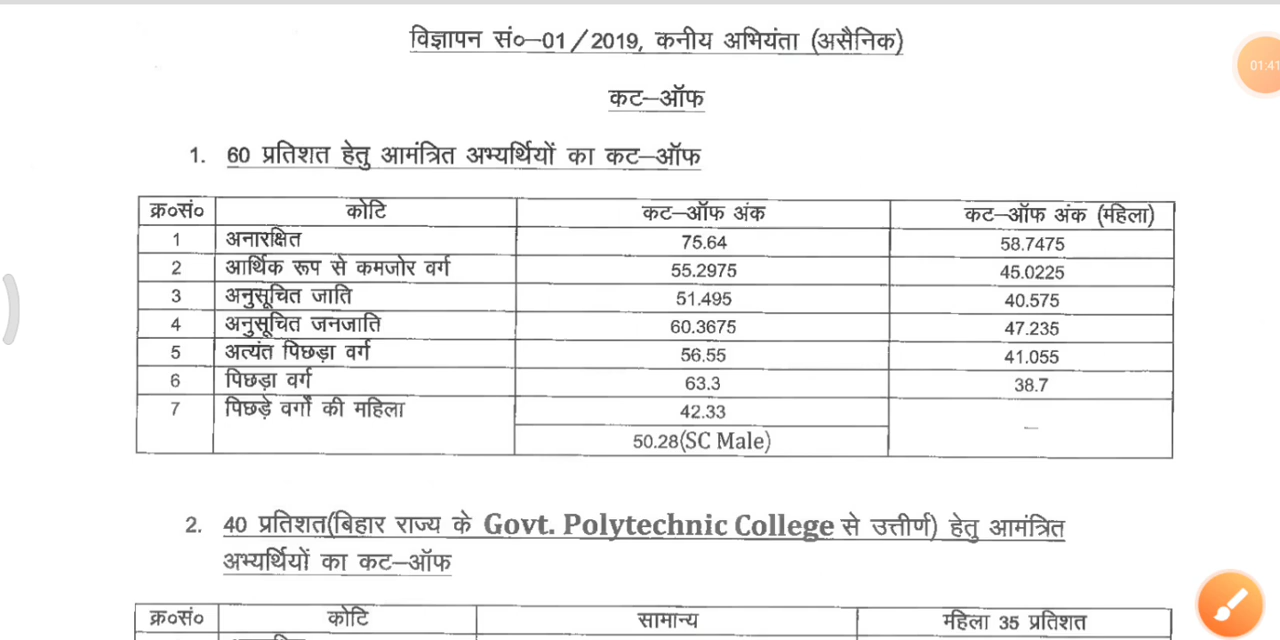 विज्ञापन सं०–01/2019, कनीय अभियंता (असैनिक)
01:41
कट–ऑफ
1. 60 प्रतिशत हेतु आमंत्रित अभ्यर्थियों का कट–ऑफ
क्र०सं० कोटि कट–ऑफ अंक कट–ऑफ अंक (महिला)
1 अनारक्षित 75.64 58.7475
2 आर्थिक रूप से कमजोर वर्ग 55.2975 45.0225
3 अनुसूचित जाति 51.495 40.575
4 अनुसूचित जनजाति 60.3675 47.235
5 अत्यंत पिछड़ा वर्ग 56.55 41.055
6 पिछड़ा वर्ग 63.3 38.7
7 पिछड़े वर्गों की महिला 42.33 –
50.28(SC Male)
2. 40 प्रतिशत(बिहार राज्य के Govt. Polytechnic College से उत्तीर्ण) हेतु आमंत्रित
अभ्यर्थियों का कट–ऑफ
क्र०सं० कोटि सामान्य महिला 35 प्रतिशत